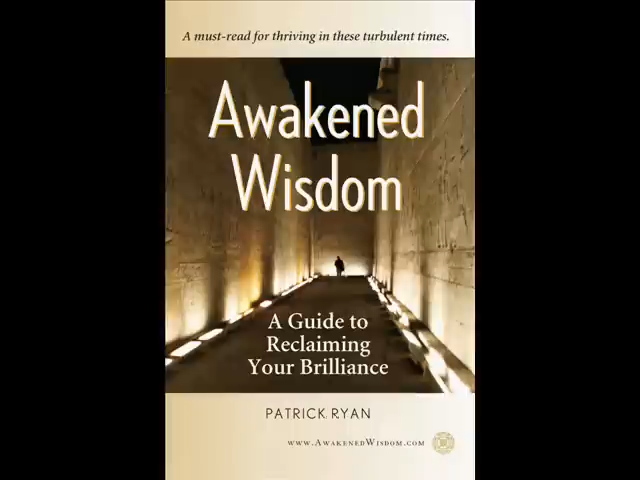 A must-read for thriving in these turbulent times.
Awakened
Wisdom
A Guide to
Reclaiming
Your Brilliance
PATRICK RYAN
www.AwakenedWisdom.com